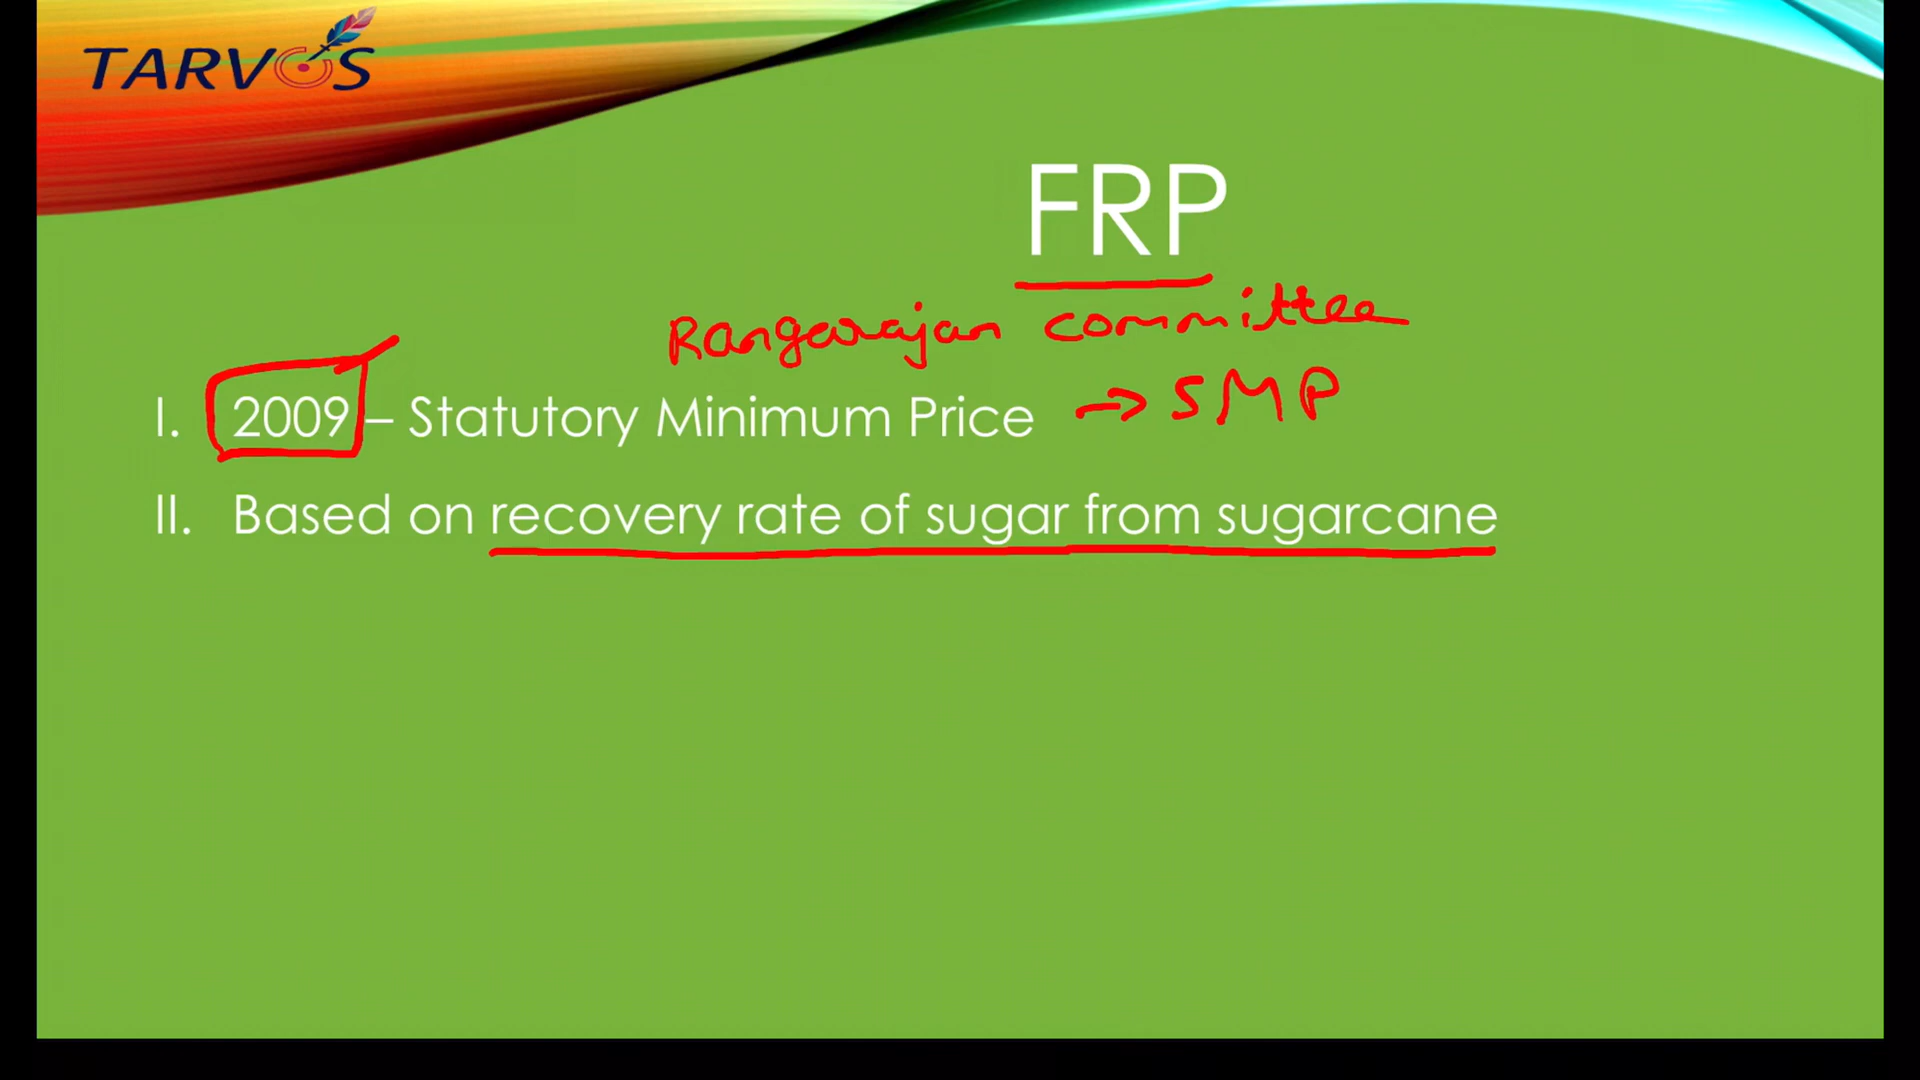 TARVOS
FRP
Rangarajan committee
I. 2009 – Statutory Minimum Price → SMP
II. Based on recovery rate of sugar from sugarcane